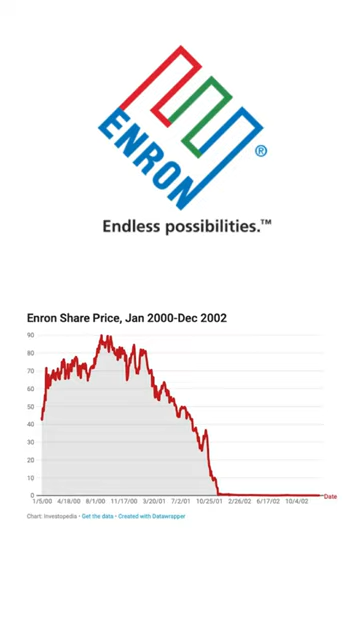 ENRON
®
Endless possibilities.™
Enron Share Price, Jan 2000-Dec 2002
90
80
70
60
50
40
30
20
10
0
1/5/00 4/18/00 8/1/00 11/17/00 3/20/01 7/2/01 10/25/01 2/26/02 6/17/02 10/4/02 Date
Chart: Investopedia • Get the data • Created with Datawrapper